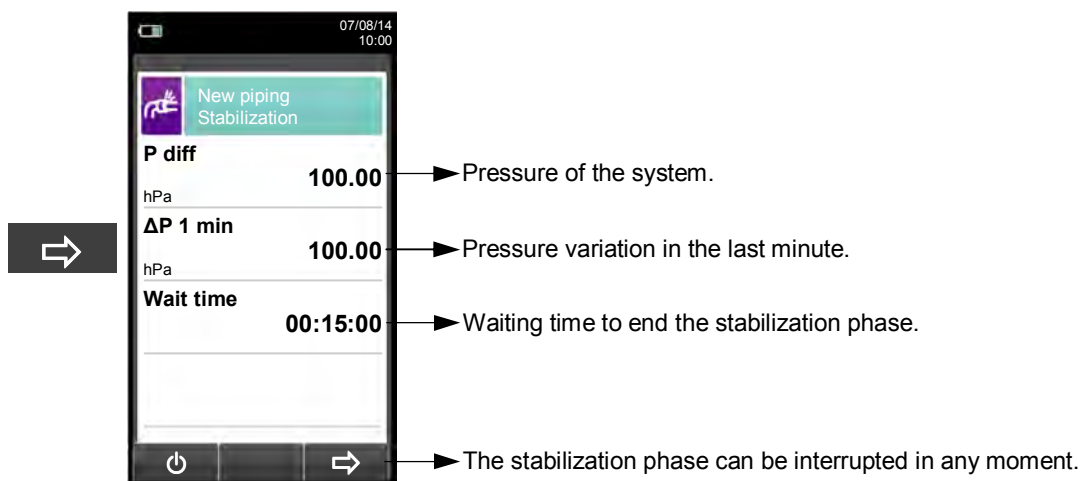 07/08/14
10:00
New piping
Stabilization
P diff
100.00
hPa
Pressure of the system.
ΔP 1 min
100.00
hPa
Pressure variation in the last minute.
Wait time
00:15:00
Waiting time to end the stabilization phase.
The stabilization phase can be interrupted in any moment.